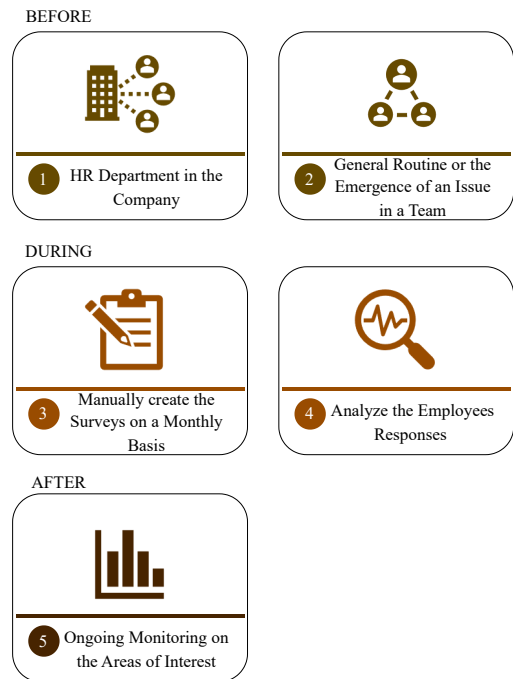 BEFORE
1
HR Department in the
Company
2
General Routine or the
Emergence of an Issue
in a Team
DURING
3
Manually create the
Surveys on a Monthly
Basis
4
Analyze the Employees
Responses
AFTER
5
Ongoing Monitoring on
the Areas of Interest